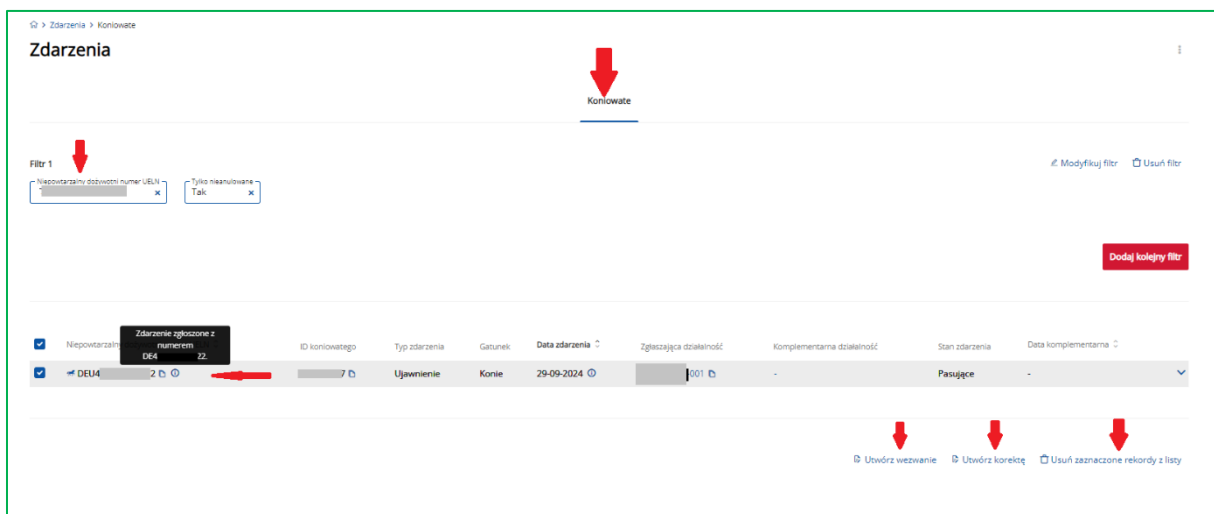 Zdarzenia > Koniowate
Zdarzenia
Koniowate
Filtr 1
Modyfikuj filtr Usuń filtr
Niepowtarzalny dożywotni numer UELN Tylko nieanulowane
Tak
Dodaj kolejny filtr
Zdarzenie zgłoszone z
numerem
DE4 22.
Niepowtarzalny ID koniowatego Typ zdarzenia Gatunek Data zdarzenia Zgłaszająca działalność Komplementarna działalność Stan zdarzenia Data komplementarna
DEU4 2 7 Ujawnienie Konie 29-09-2024 001 - Pasujące -
Utwórz wezwanie Utwórz korektę Usuń zaznaczone rekordy z listy